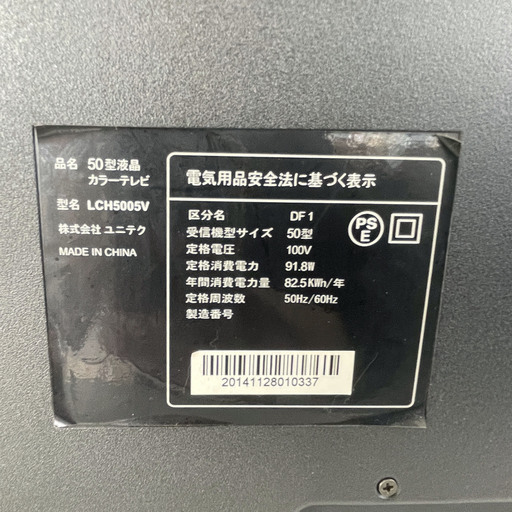 品名 50型液晶
カラーテレビ
型名 LCH5005V
株式会社 ユニテク
MADE IN CHINA
電気用品安全法に基づく表示
区分名 DF1
受信機型サイズ 50型
定格電圧 100V
定格消費電力 91.8W
年間消費電力量 82.5KWh/年
定格周波数 50Hz/60Hz
製造番号
PS
E
20141128010337